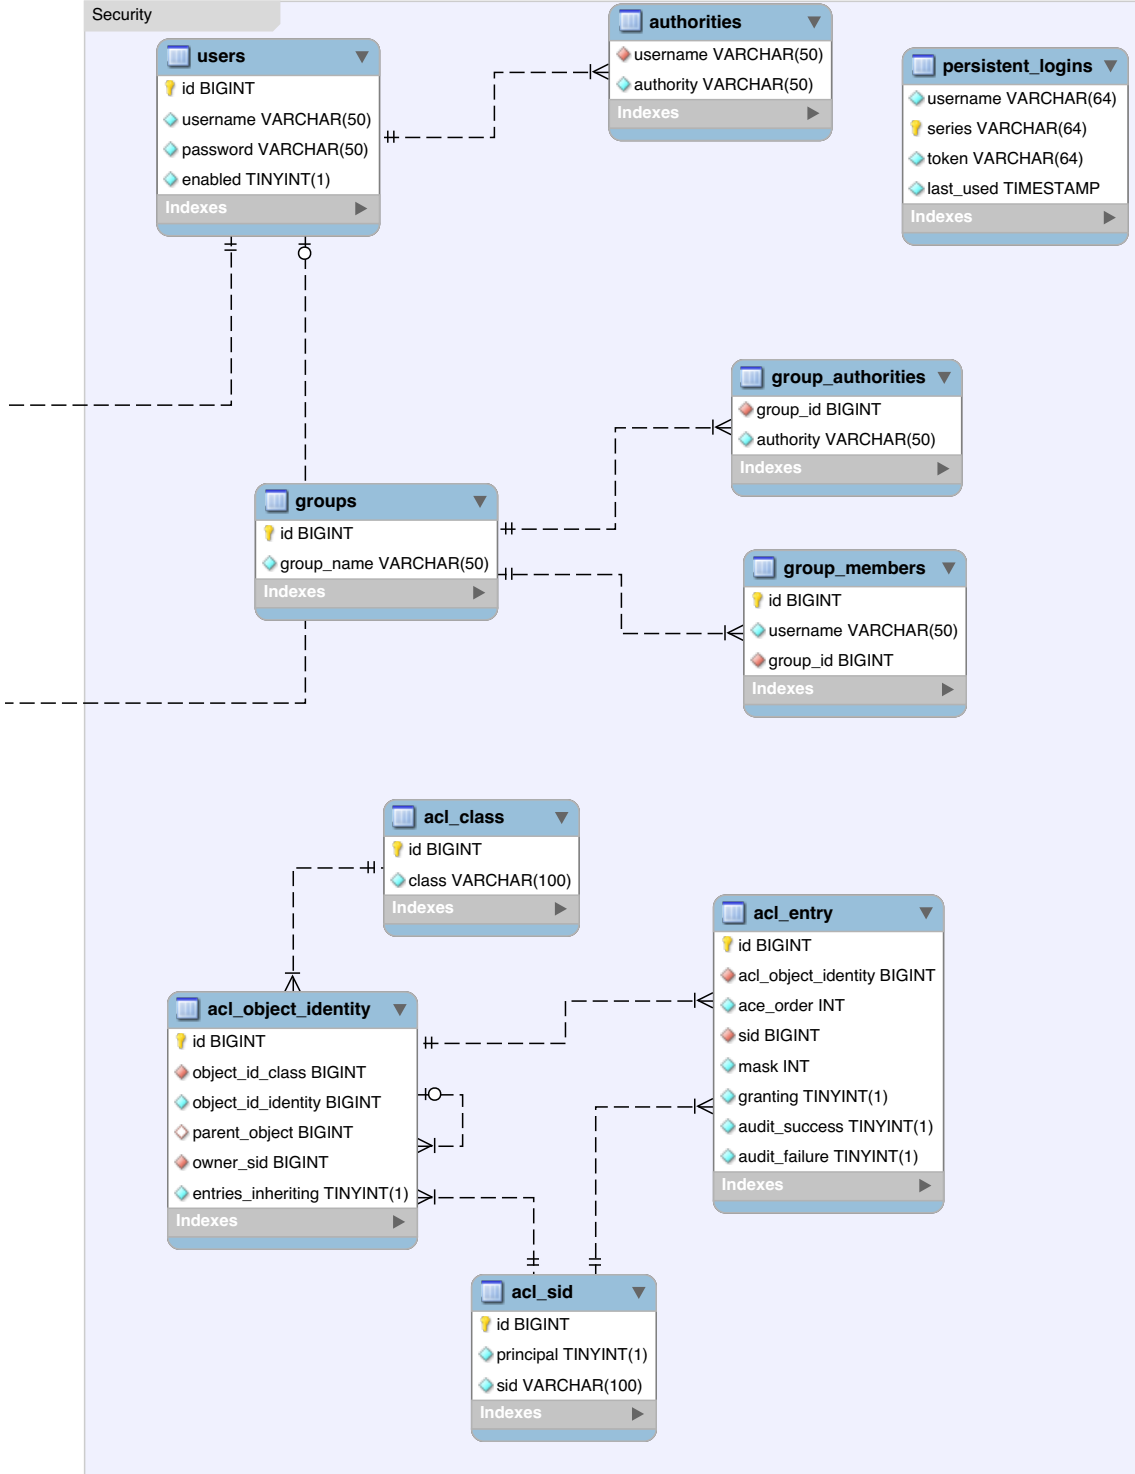 Security
users
id BIGINT
username VARCHAR(50)
password VARCHAR(50)
enabled TINYINT(1)
Indexes
authorities
username VARCHAR(50)
authority VARCHAR(50)
Indexes
persistent_logins
username VARCHAR(64)
series VARCHAR(64)
token VARCHAR(64)
last_used TIMESTAMP
Indexes
group_authorities
group_id BIGINT
authority VARCHAR(50)
Indexes
groups
id BIGINT
group_name VARCHAR(50)
Indexes
group_members
id BIGINT
username VARCHAR(50)
group_id BIGINT
Indexes
acl_class
id BIGINT
class VARCHAR(100)
Indexes
acl_entry
id BIGINT
acl_object_identity BIGINT
ace_order INT
sid BIGINT
mask INT
granting TINYINT(1)
audit_success TINYINT(1)
audit_failure TINYINT(1)
Indexes
acl_object_identity
id BIGINT
object_id_class BIGINT
object_id_identity BIGINT
parent_object BIGINT
owner_sid BIGINT
entries_inheriting TINYINT(1)
Indexes
acl_sid
id BIGINT
principal TINYINT(1)
sid VARCHAR(100)
Indexes